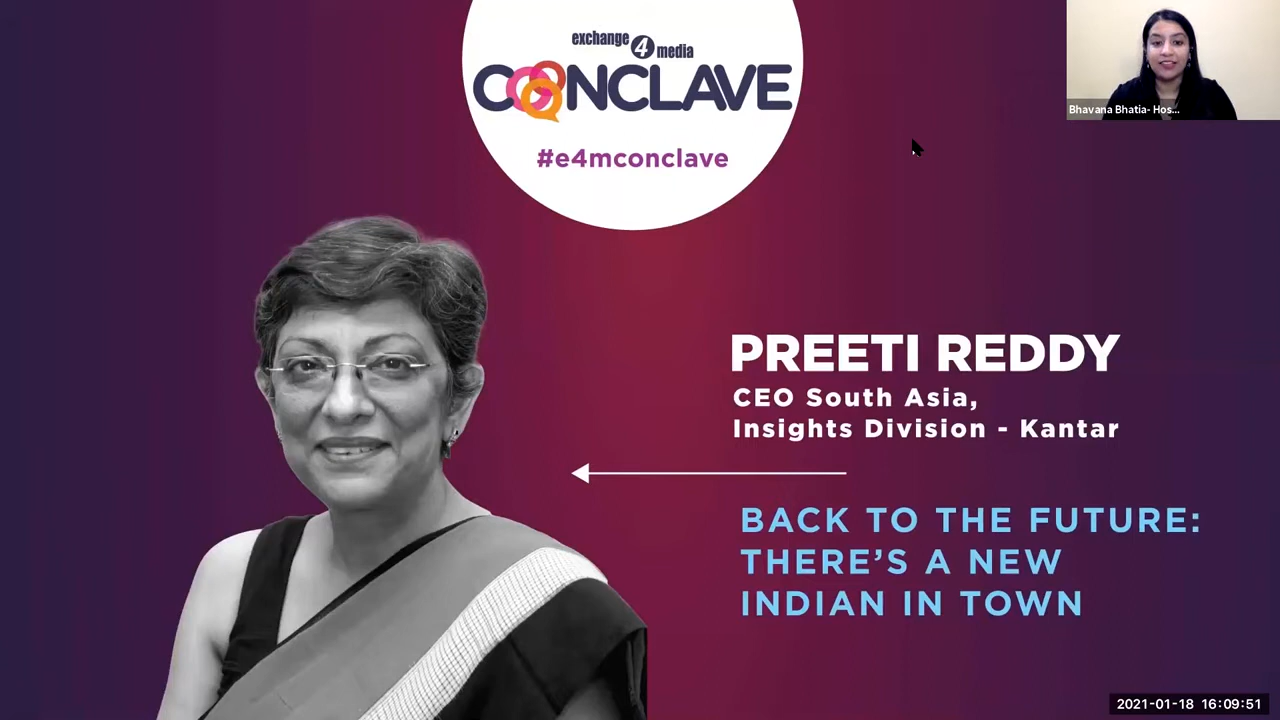 exchange 4 media
CONCLAVE
#e4mconclave
Bhavana Bhatia- Hos...
PREETI REDDY
CEO South Asia,
Insights Division - Kantar
BACK TO THE FUTURE:
THERE'S A NEW
INDIAN IN TOWN
2021-01-18 16:09:51